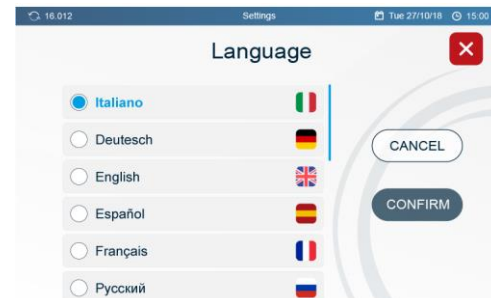 16.012 Settings Tue 27/10/18 15:00
Language
Italiano
Deutesch
English
Español
Français
Русский
CANCEL
CONFIRM